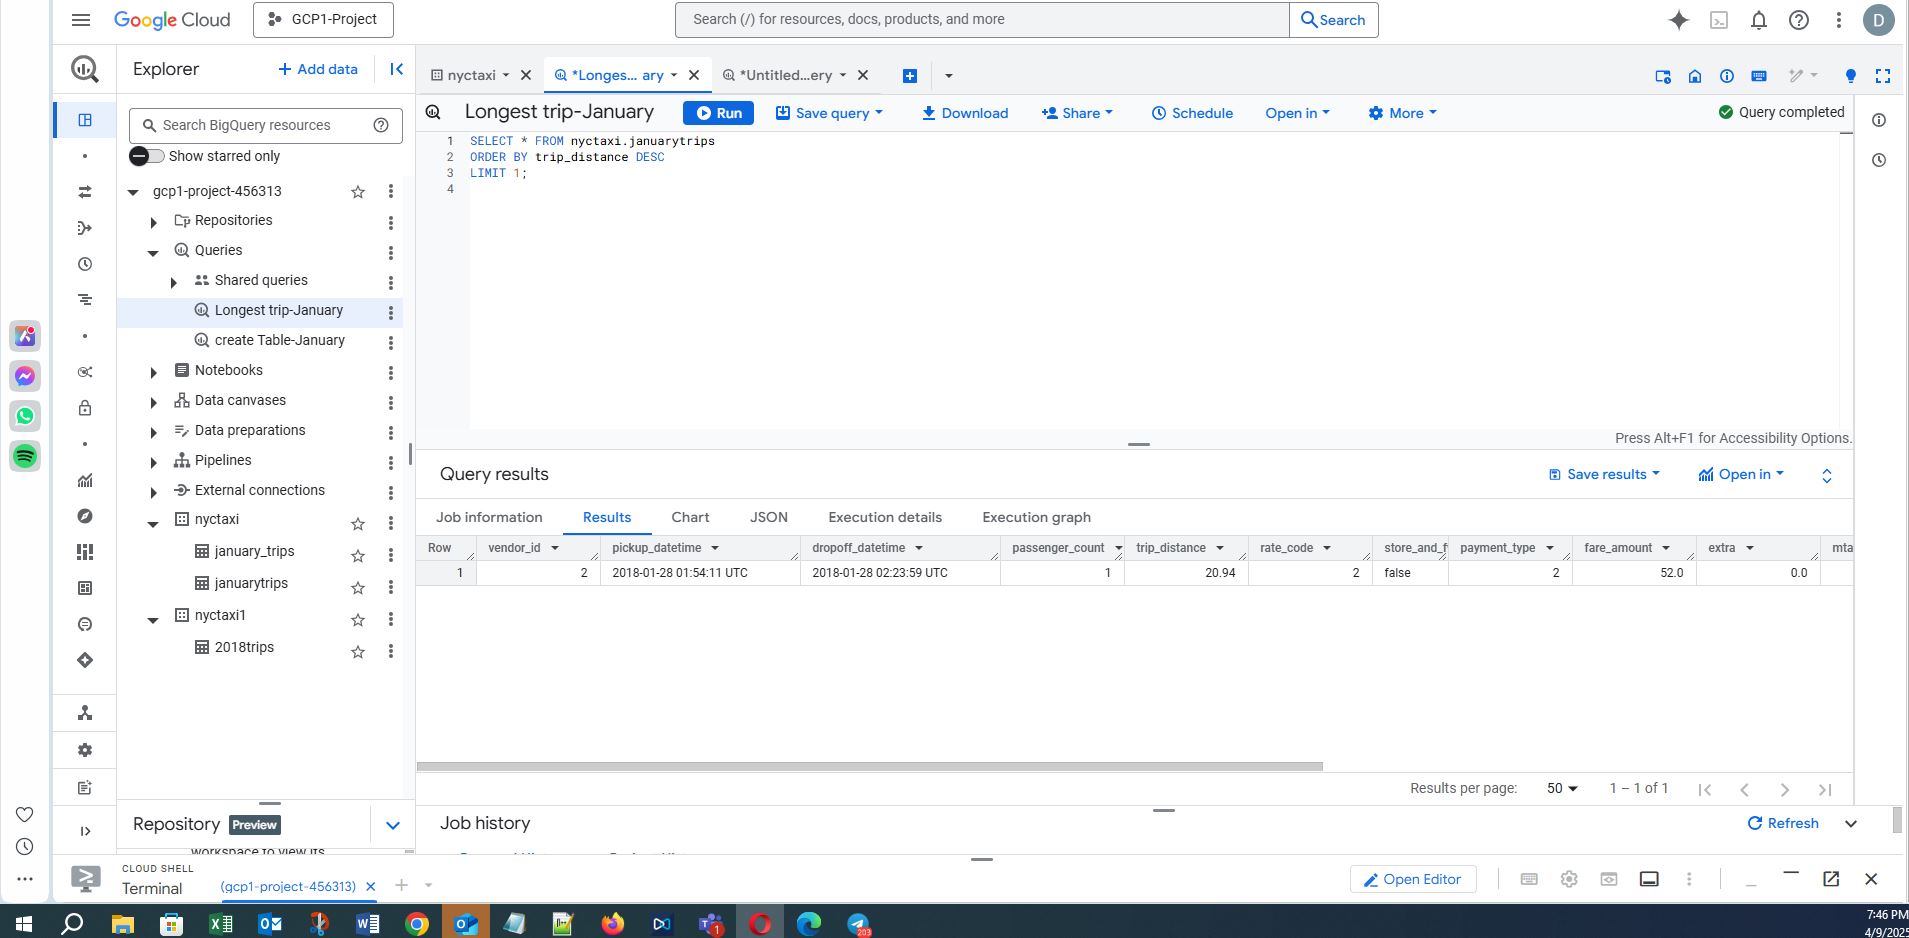 Google Cloud
GCP1-Project
Search (/) for resources, docs, products, and more
Search
D
Explorer
+ Add data
Search BigQuery resources
Show starred only
gcp1-project-456313
Repositories
Queries
Shared queries
Longest trip-January
create Table-January
Notebooks
Data canvases
Data preparations
Pipelines
External connections
nyctaxi
january_trips
januarytrips
nyctaxi1
2018trips
Repository Preview
workspace to view its
nyctaxi
*Longes... ary
*Untitled...ery
Longest trip-January
Run
Save query
Download
Share
Schedule
Open in
More
Query completed
1 SELECT * FROM nyctaxi.januarytrips
2 ORDER BY trip_distance DESC
3 LIMIT 1;
4
Press Alt+F1 for Accessibility Options.
Query results
Save results
Open in
Job information Results Chart JSON Execution details Execution graph
Row vendor_id pickup_datetime dropoff_datetime passenger_count trip_distance rate_code store_and_f payment_type fare_amount extra mta
1 2 2018-01-28 01:54:11 UTC 2018-01-28 02:23:59 UTC 1 20.94 2 false 2 52.0 0.0
Results per page: 50 1 – 1 of 1
Job history
Refresh
CLOUD SHELL
Terminal
(gcp1-project-456313)
Open Editor
1
203
7:46 PM
4/9/2025